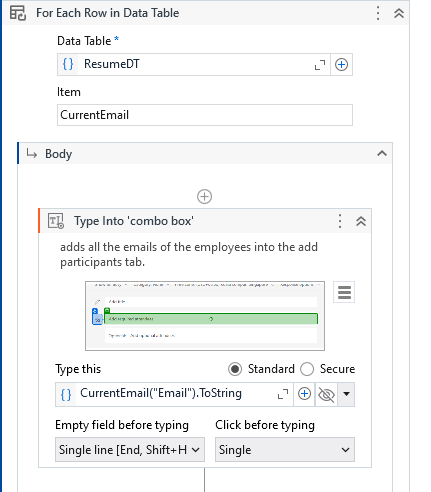 For Each Row in Data Table
Data Table *
{} ResumeDT
Item
CurrentEmail
Body
Type Into 'combo box'
adds all the emails of the employees into the add
participants tab.
Type this
Standard
Secure
{} CurrentEmail("Email").ToString
Empty field before typing
Click before typing
Single line [End, Shift+H
Single